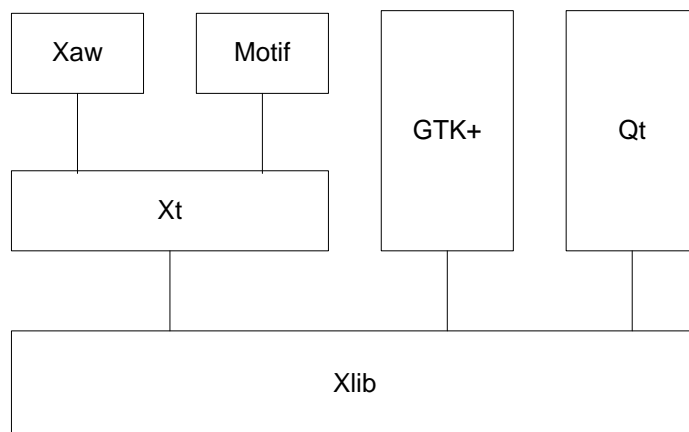 Xaw
Motif
GTK+
Qt
Xt
Xlib